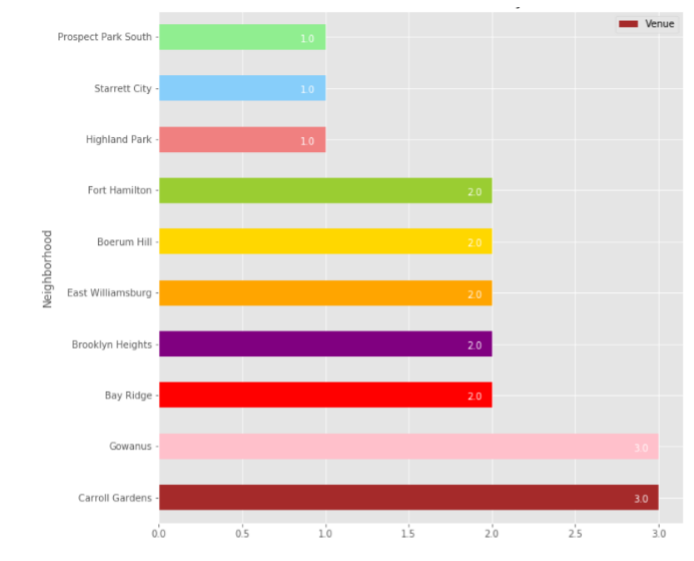 Venue
Prospect Park South
1.0
Starrett City
1.0
Highland Park
1.0
Fort Hamilton
2.0
Boerum Hill
2.0
East Williamsburg
2.0
Brooklyn Heights
2.0
Bay Ridge
2.0
Gowanus
3.0
Carroll Gardens
3.0
Neighborhood
0.0 0.5 1.0 1.5 2.0 2.5 3.0